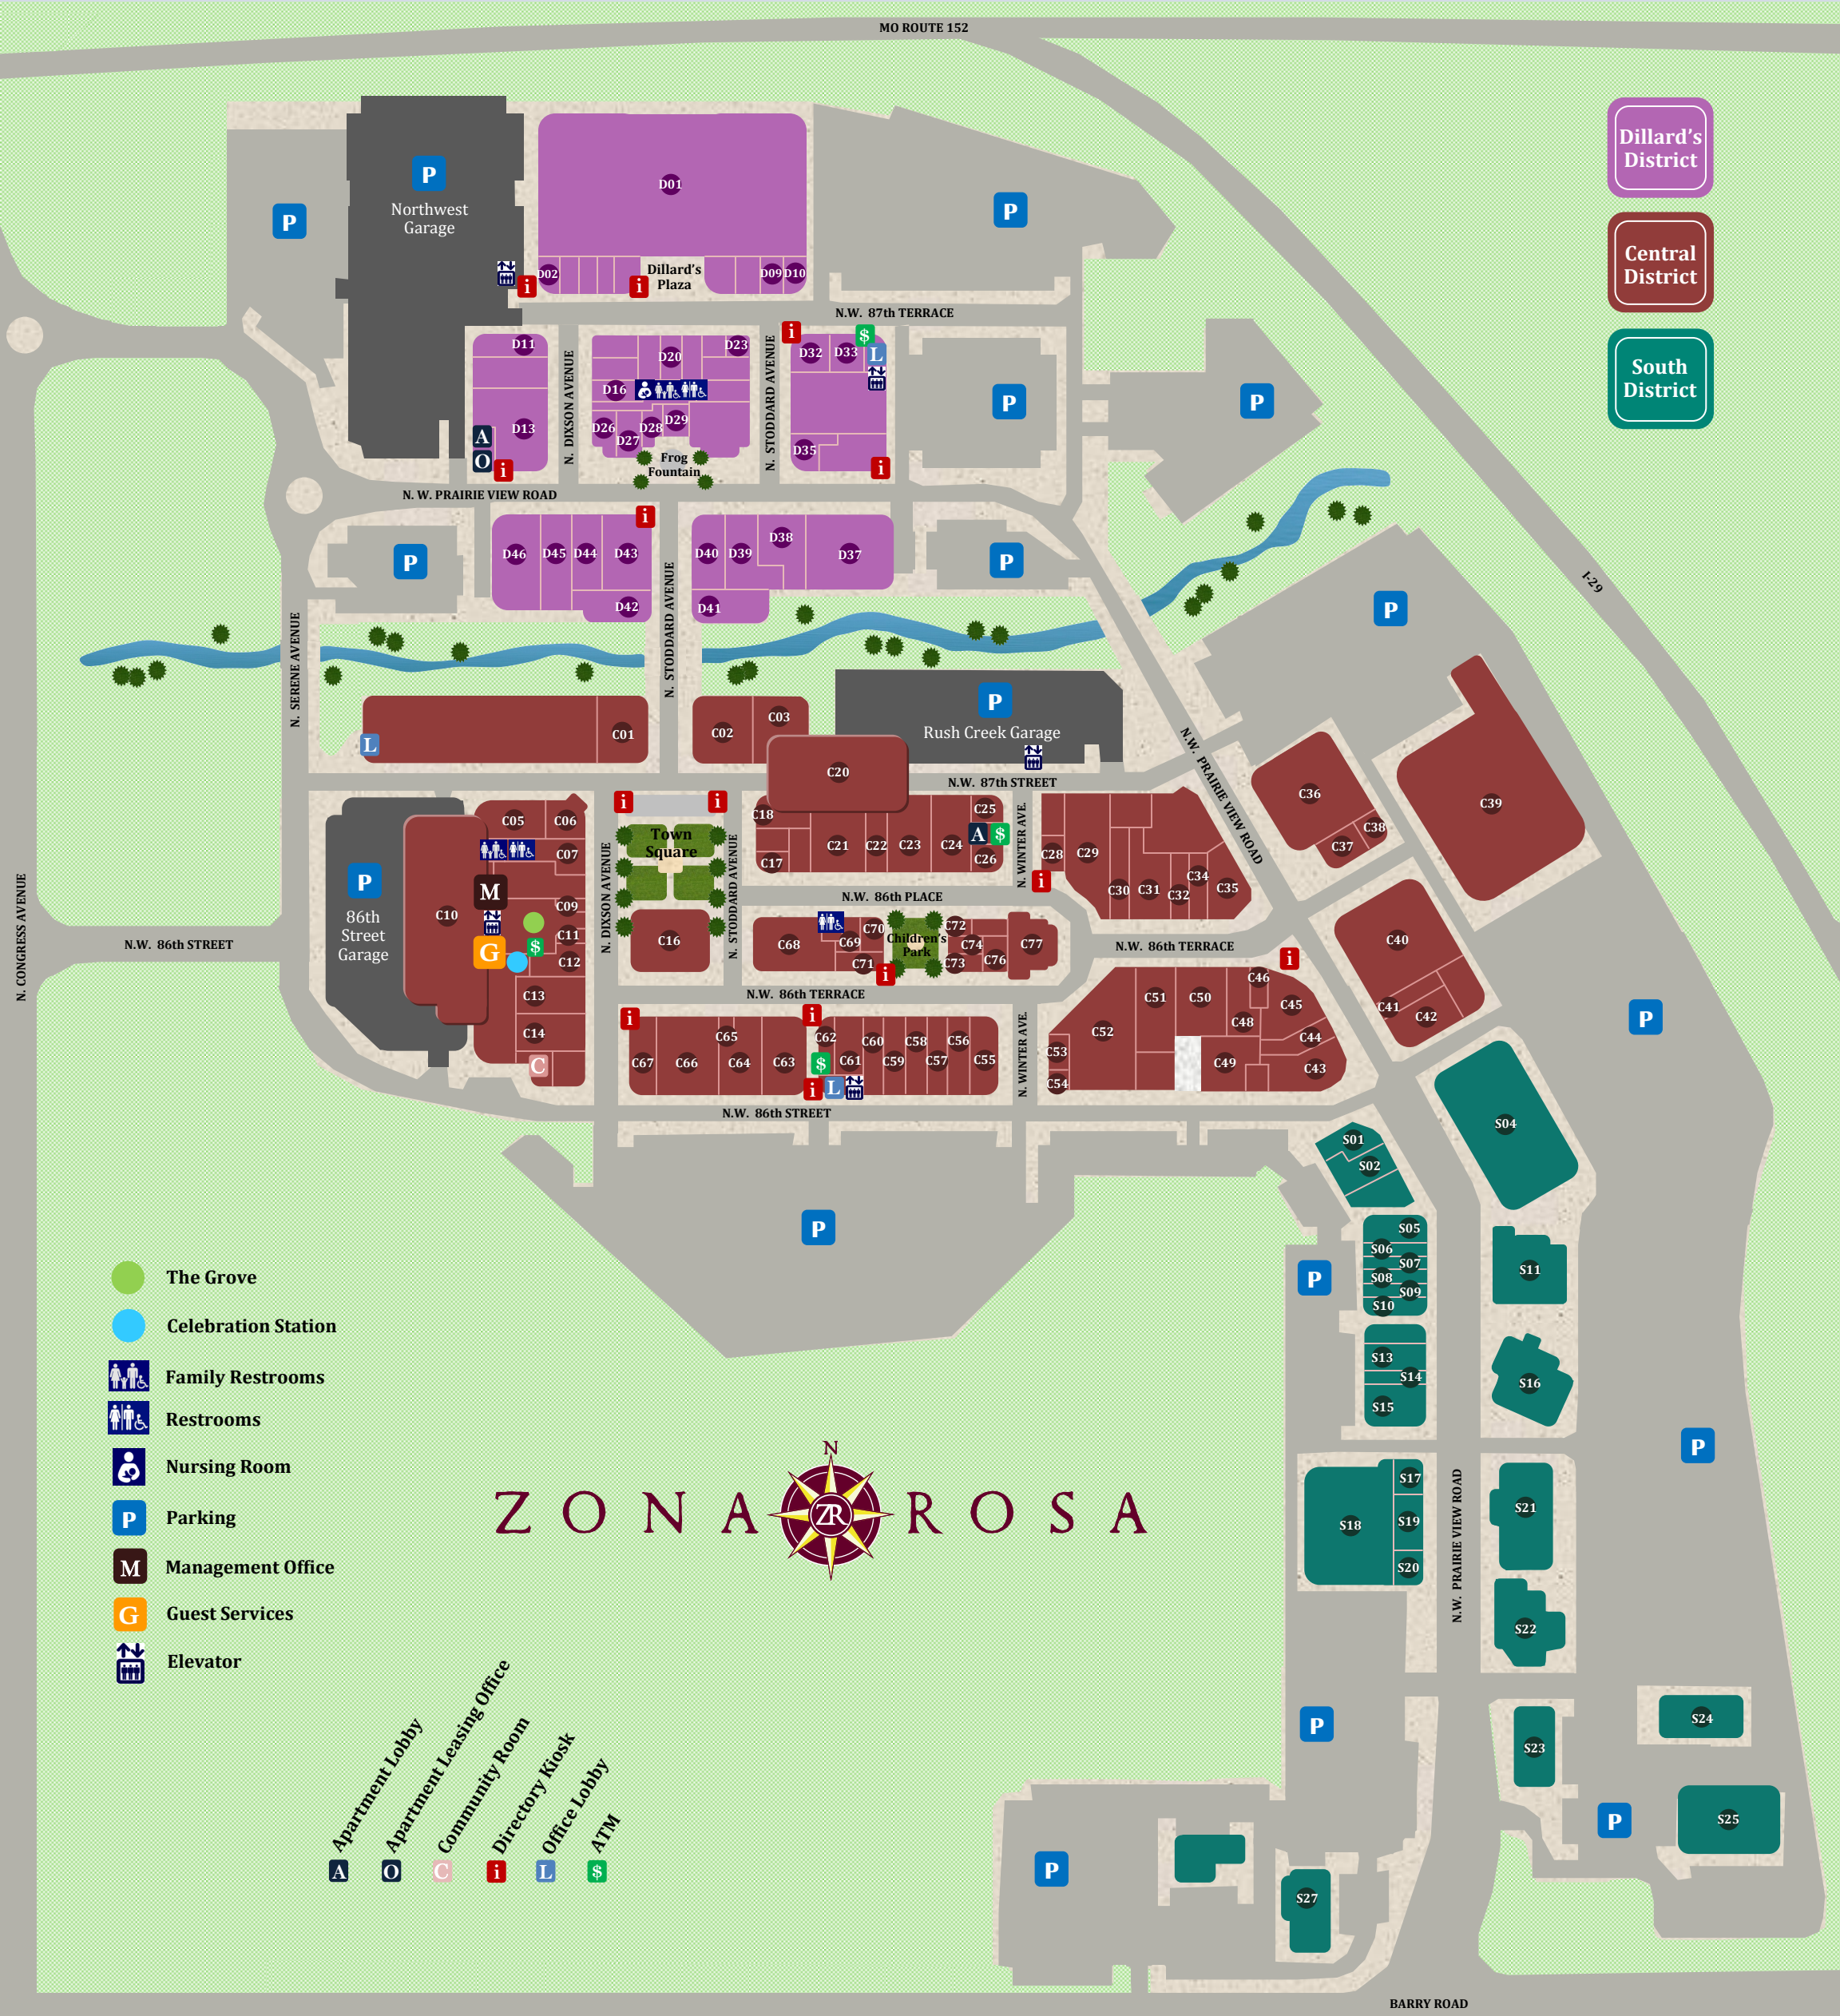 MO ROUTE 152
Dillard's
District
Central
District
South
District
P
Northwest
Garage
P
P
D01
D02
Dillard's
Plaza
D09
D10
i
i
N.W. 87th TERRACE
D11
D13
A
O
i
N. DIXSON AVENUE
D20
D23
D16
D26
D27
D28
D29
Frog
Fountain
N. STODDARD AVENUE
i
$
L
D32
D33
D35
i
P
P
N. W. PRAIRIE VIEW ROAD
P
D46
D45
D44
D43
D42
i
D40
D39
D38
D37
D41
P
I-29
P
N. SERENE AVENUE
N. STODDARD AVENUE
L
C01
C02
C03
P
Rush Creek Garage
C20
N.W. 87th STREET
N.W. PRAIRIE VIEW ROAD
C36
C37
C38
C39
P
86th
Street
Garage
C05
C06
C07
M
C10
C09
C11
C12
G
$
C13
C14
C
N. DIXSON AVENUE
i
i
Town
Square
C16
N. STODDARD AVENUE
C18
C17
C21
C22
C23
C24
C25
A
$
C26
N. WINTER AVE.
i
C28
C29
C30
C31
C32
C34
C35
N.W. 86th PLACE
C68
C69
C70
C71
i
Children's
Park
C72
C73
C74
C76
C77
N.W. 86th TERRACE
i
N.W. 86th TERRACE
C40
C41
C42
P
N. CONGRESS AVENUE
N.W. 86th STREET
i
C67
C66
C65
C64
C63
i
C62
$
C61
i
L
C60
C59
C58
C57
C56
C55
N. WINTER AVE.
C53
C54
C52
C51
C50
C48
C49
C46
C45
C44
C43
N.W. 86th STREET
P
S01
S02
S04
S05
S06
S07
S08
S09
S10
S11
P
S13
S14
S15
S16
P
S17
S18
S19
S20
N.W. PRAIRIE VIEW ROAD
S21
S22
S23
S24
S25
P
P
P
S27
BARRY ROAD
The Grove
Celebration Station
Family Restrooms
Restrooms
Nursing Room
P Parking
M Management Office
G Guest Services
Elevator
N
ZONA ZR ROSA
A Apartment Lobby
O Apartment Leasing Office
C Community Room
i Directory Kiosk
L Office Lobby
$ ATM